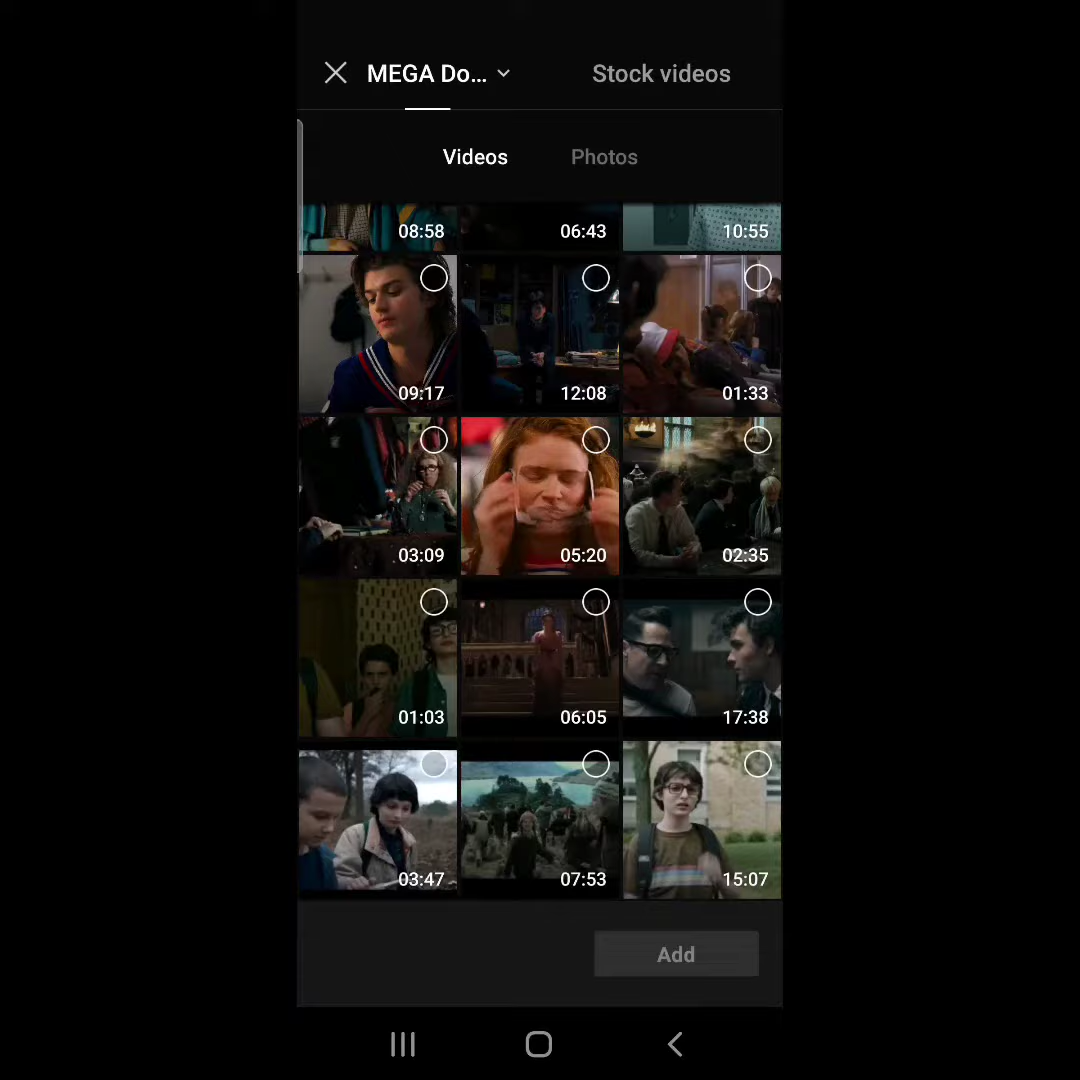 MEGA Do... Stock videos
Videos Photos
08:58 06:43 10:55
09:17 12:08 01:33
03:09 05:20 02:35
01:03 06:05 17:38
03:47 07:53 15:07
Add